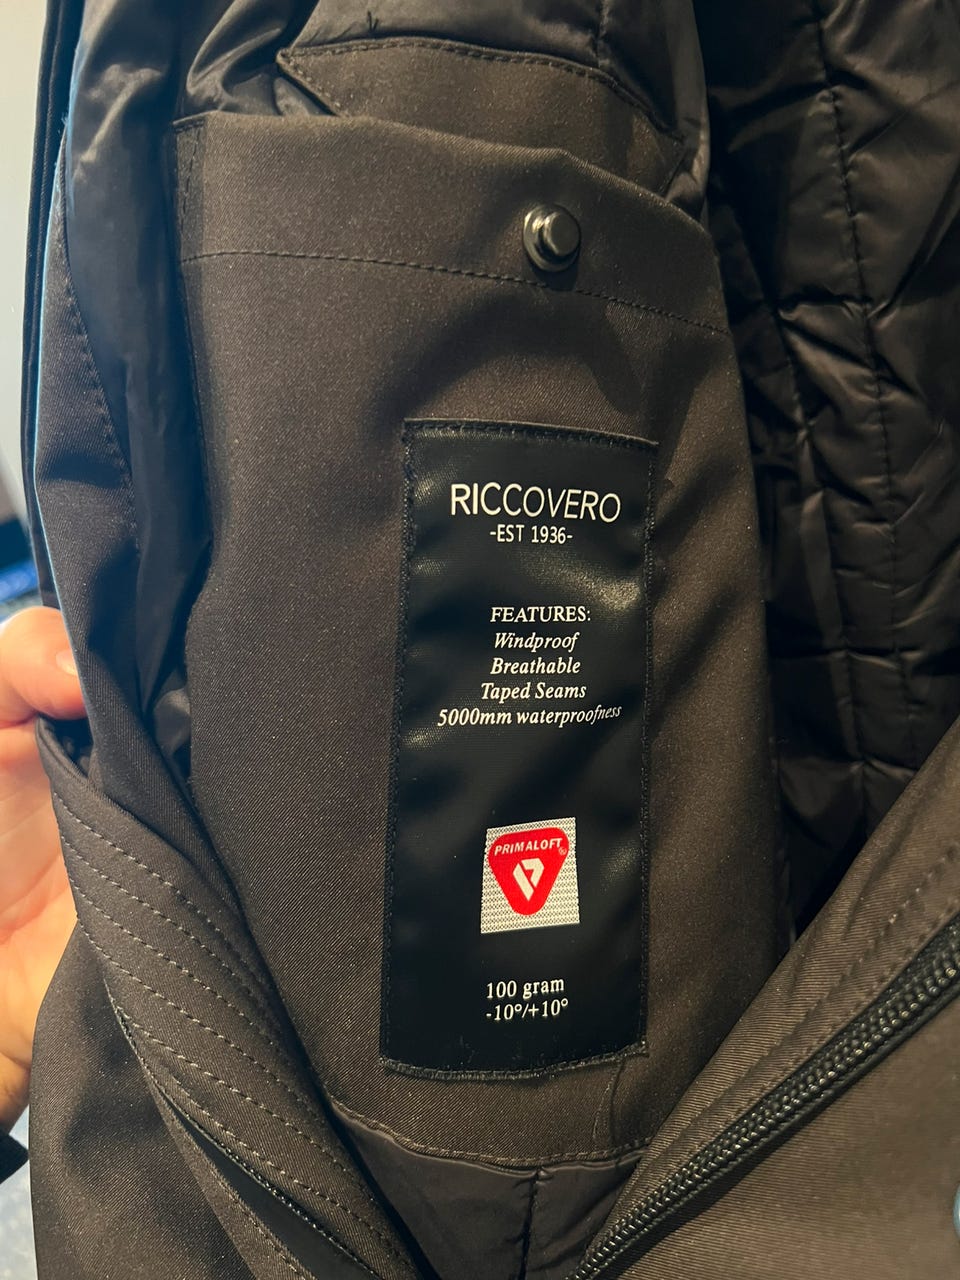 RICCOVERO
-EST 1936-
FEATURES:
Windproof
Breathable
Taped Seams
5000mm waterproofness
PRIMALOFT®
100 gram
-10°/+10°